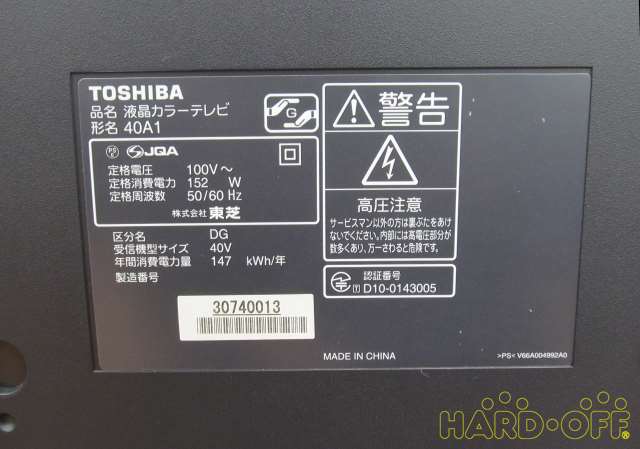 TOSHIBA
品名 液晶カラーテレビ
形名 40A1
G
PS E
JQA
定格電圧 100V～
定格消費電力 152 W
定格周波数 50/60 Hz
株式会社 東芝
区分名 DG
受信機型サイズ 40V
年間消費電力量 147 kWh/年
製造番号
30740013
警告
高圧注意
サービスマン以外の方は裏ぶたをあけ
ないでください。内部には高電圧部分が
数多くあり、万一さわると危険です。
認証番号
T D10-0143005
MADE IN CHINA
>PS< V66A004992A0
HARD・OFF